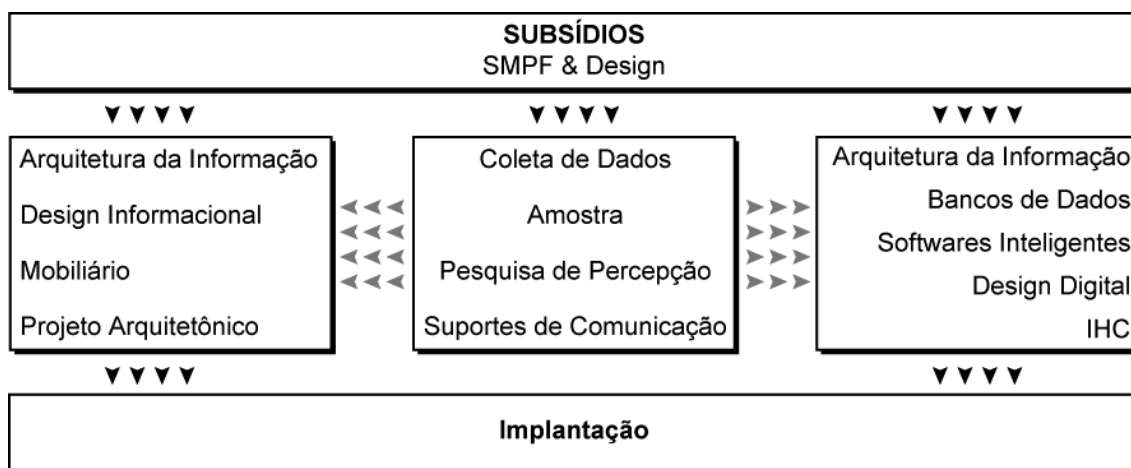 SUBSÍDIOS
SMPF & Design
Arquitetura da Informação
Design Informacional
Mobiliário
Projeto Arquitetônico
Coleta de Dados
Amostra
Pesquisa de Percepção
Suportes de Comunicação
Arquitetura da Informação
Bancos de Dados
Softwares Inteligentes
Design Digital
IHC
Implantação